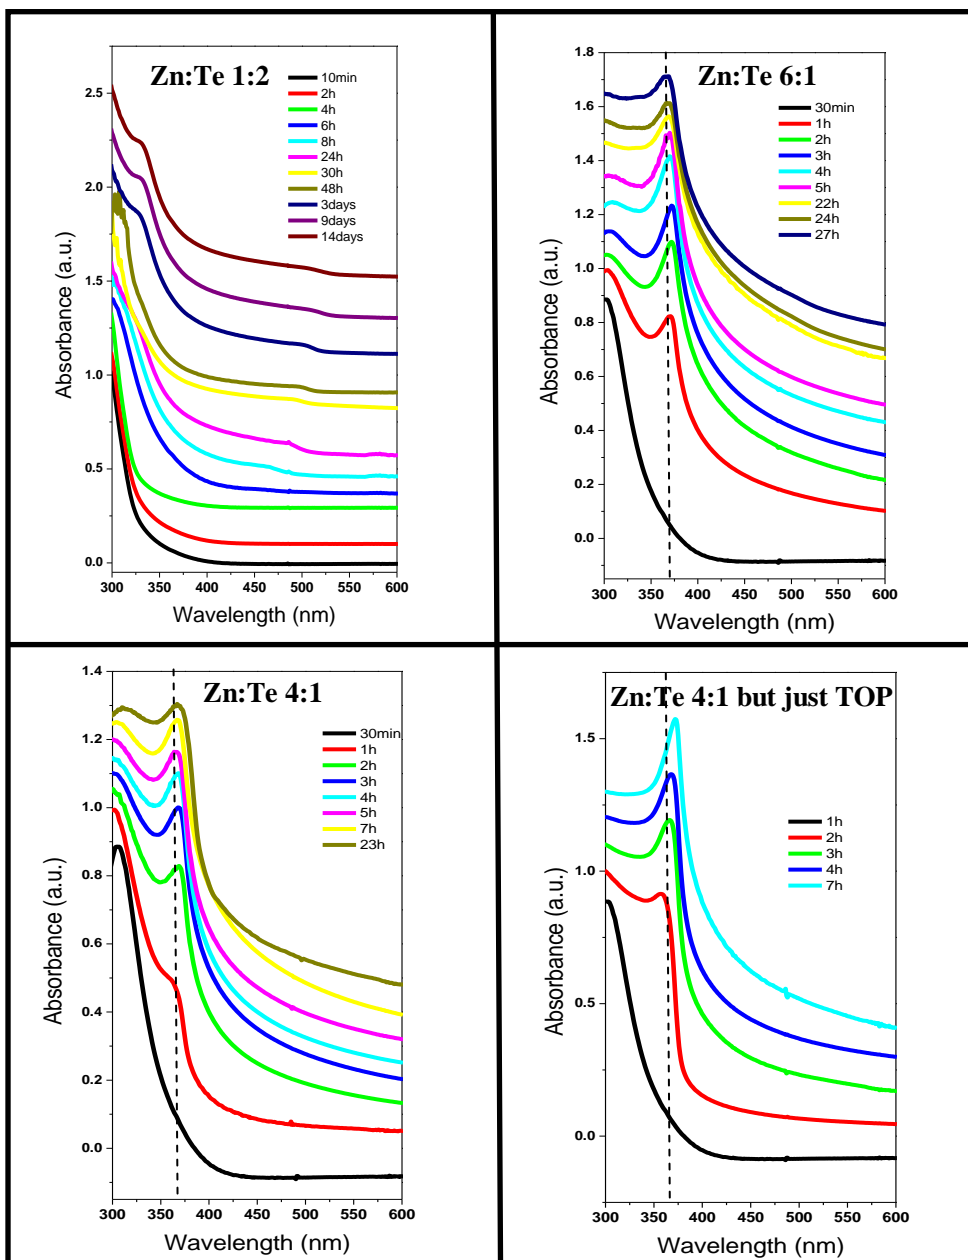 Zn:Te 1:2
10min
2h
4h
6h
8h
24h
30h
48h
3days
9days
14days
2.5
2.0
1.5
1.0
0.5
0.0
Absorbance (a.u.)
300 350 400 450 500 550 600
Wavelength (nm)
Zn:Te 6:1
30min
1h
2h
3h
4h
5h
22h
24h
27h
1.8
1.6
1.4
1.2
1.0
0.8
0.6
0.4
0.2
0.0
Absorbance (a.u.)
300 350 400 450 500 550 600
Wavelength (nm)
Zn:Te 4:1
30min
1h
2h
3h
4h
5h
7h
23h
1.4
1.2
1.0
0.8
0.6
0.4
0.2
0.0
Absorbance (a.u.)
300 350 400 450 500 550 600
Wavelength (nm)
Zn:Te 4:1 but just TOP
1h
2h
3h
4h
7h
1.5
1.0
0.5
0.0
Absorbance (a.u.)
300 350 400 450 500 550 600
Wavelength (nm)